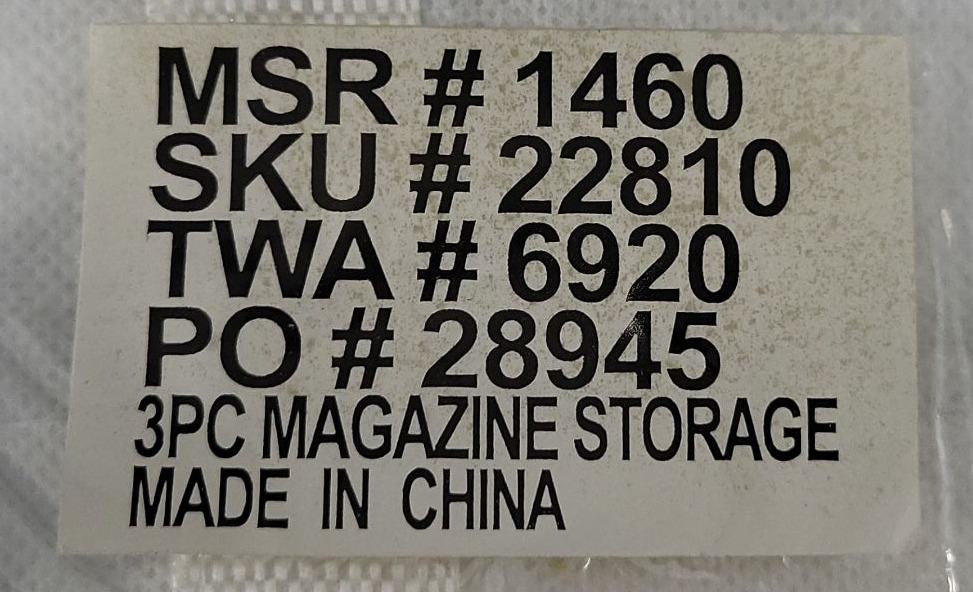 MSR # 1460
SKU # 22810
TWA # 6920
PO # 28945
3PC MAGAZINE STORAGE
MADE IN CHINA